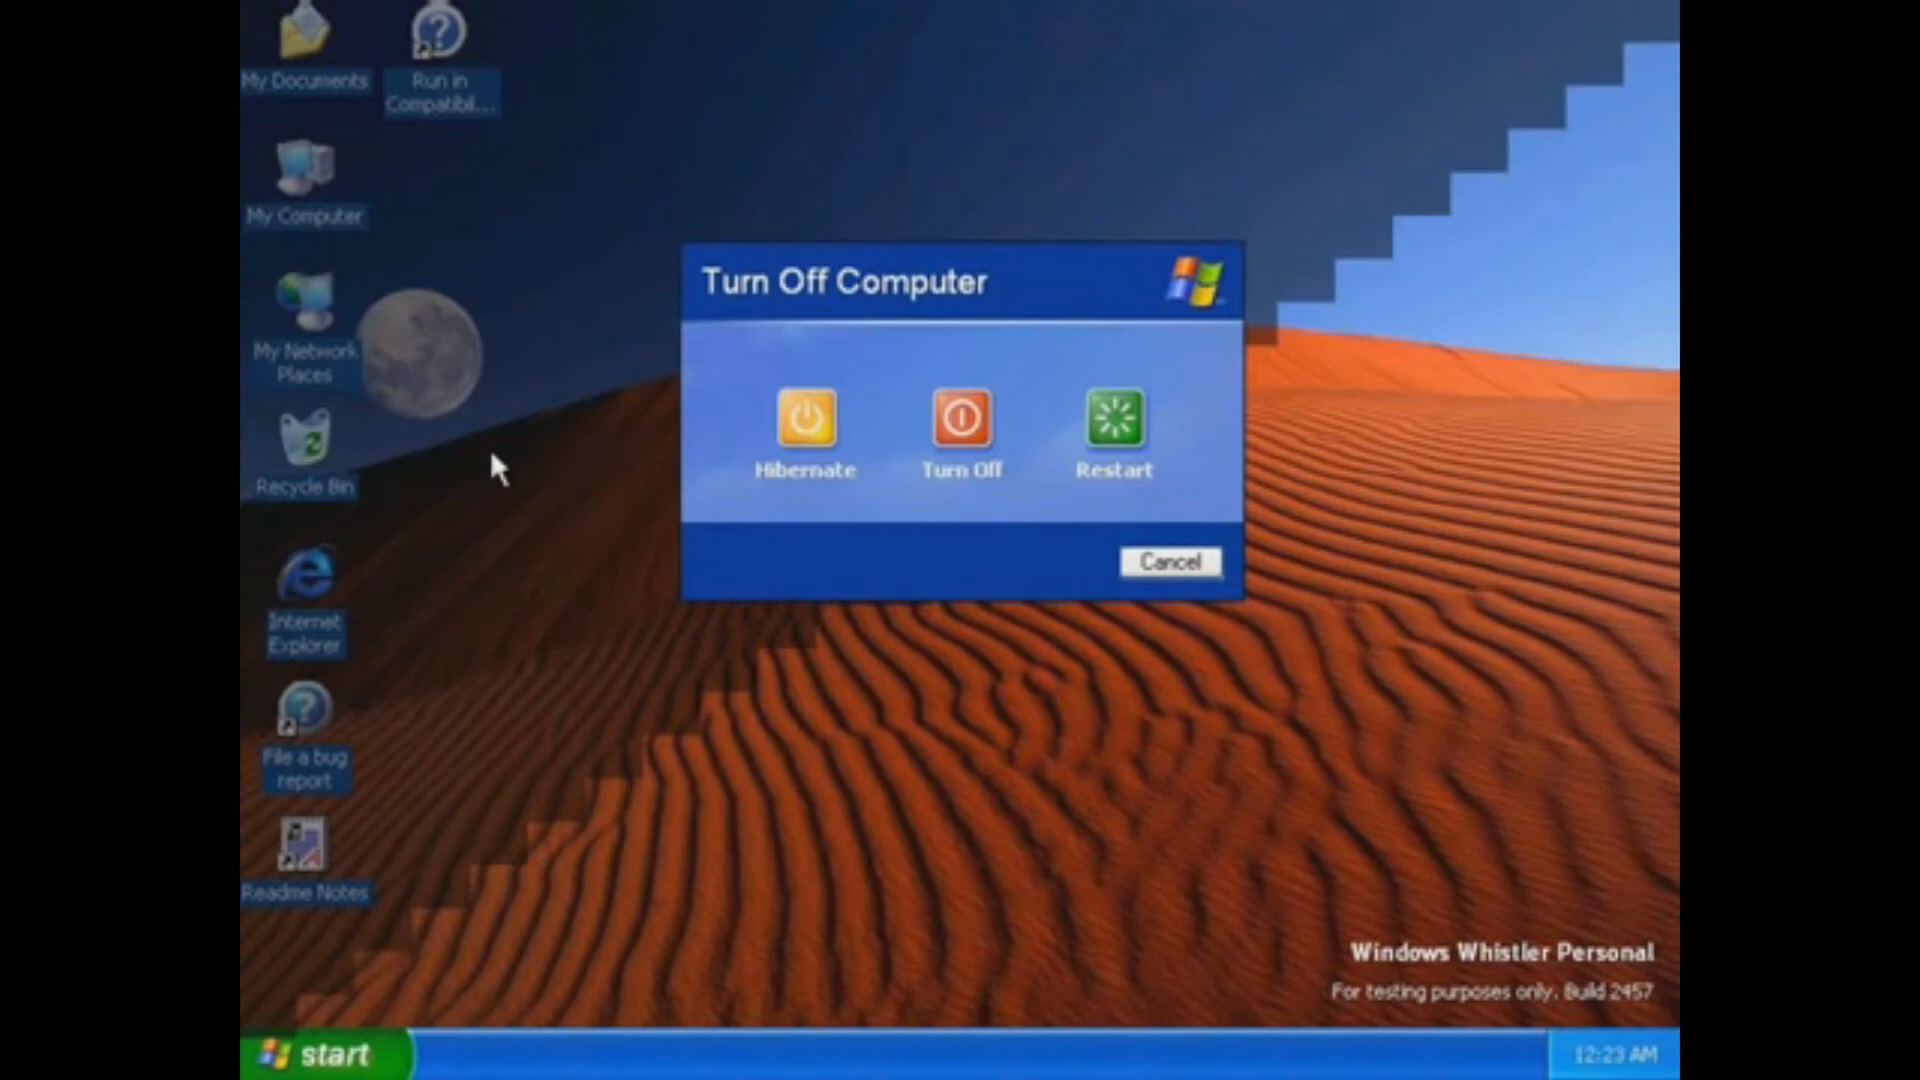 My Documents
Run in
Compatibil...
My Computer
My Network
Places
Recycle Bin
Internet
Explorer
File a bug
report
Readme Notes
Turn Off Computer
Hibernate
Turn Off
Restart
Cancel
Windows Whistler Personal
For testing purposes only. Build 2457
start
12:23 AM